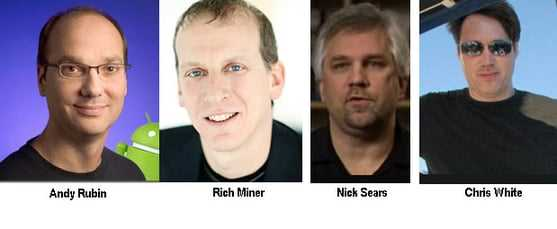 Andy Rubin
Rich Miner
Nick Sears
Chris White